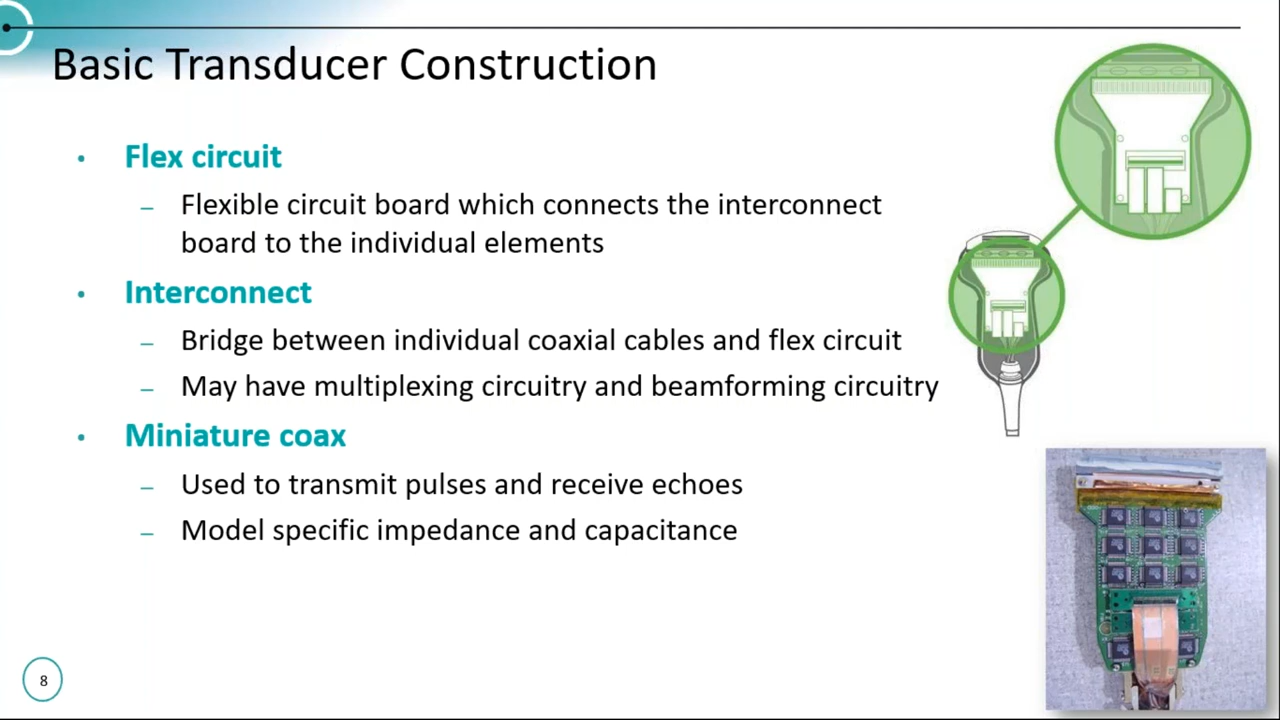 Basic Transducer Construction
• Flex circuit
– Flexible circuit board which connects the interconnect
board to the individual elements
• Interconnect
– Bridge between individual coaxial cables and flex circuit
– May have multiplexing circuitry and beamforming circuitry
• Miniature coax
– Used to transmit pulses and receive echoes
– Model specific impedance and capacitance
8